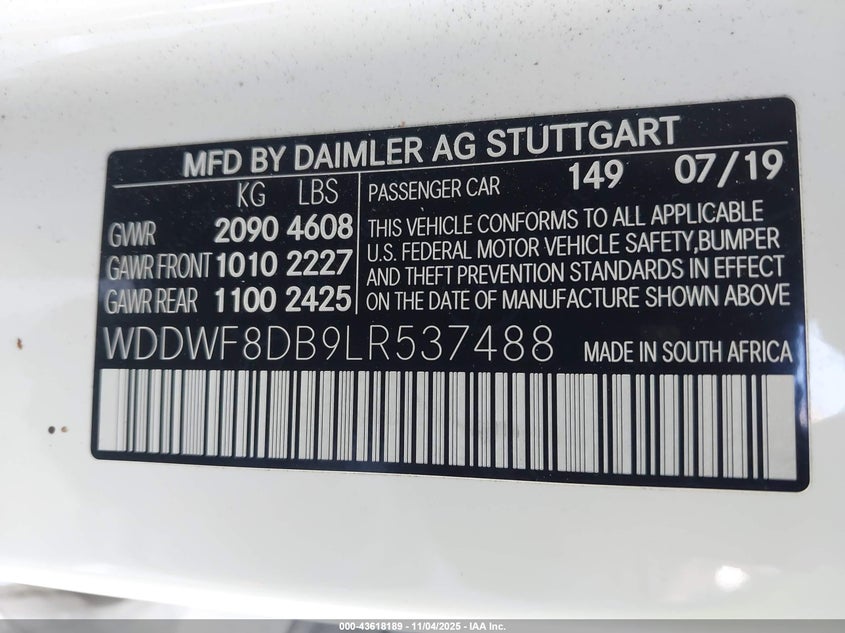 MFD BY DAIMLER AG STUTTGART
KG LBS
GVWR 2090 4608
GAWR FRONT 1010 2227
GAWR REAR 1100 2425
PASSENGER CAR 149 07/19
THIS VEHICLE CONFORMS TO ALL APPLICABLE
U.S. FEDERAL MOTOR VEHICLE SAFETY,BUMPER
AND THEFT PREVENTION STANDARDS IN EFFECT
ON THE DATE OF MANUFACTURE SHOWN ABOVE
WDDWF8DB9LR537488 MADE IN SOUTH AFRICA
000-43618189 - 11/04/2025 - IAA Inc.